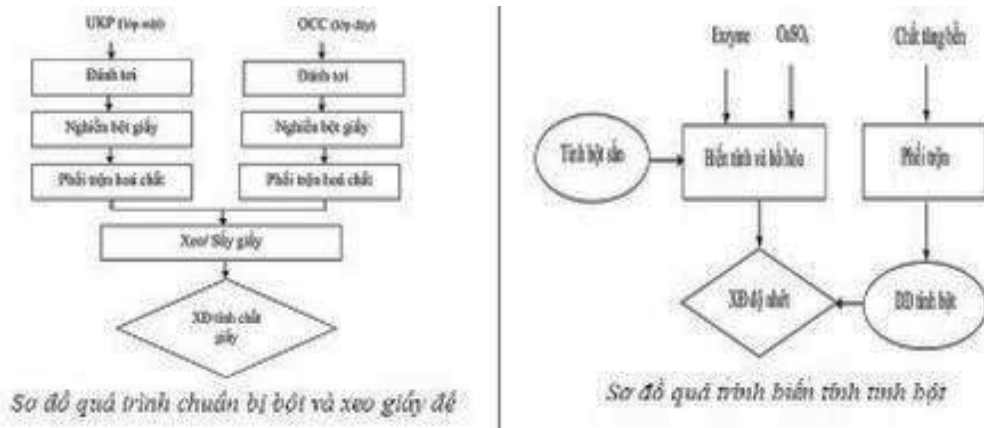 UKP (lớp mặt)
OCC (lớp đáy)
Đánh tơi
Đánh tơi
Nghiền bột giấy
Nghiền bột giấy
Phối trộn hoá chất
Phối trộn hoá chất
Xeo/ Sấy giấy
XĐ tính chất
giấy
Sơ đồ quá trình chuẩn bị bột và xeo giấy đế
Enzyme
CuSO₄
Chất tăng bền
Tinh bột sắn
Biến tính và hồ hóa
Phối trộn
XĐ độ nhớt
DD tinh bột
Sơ đồ quá trình biến tính tinh bột